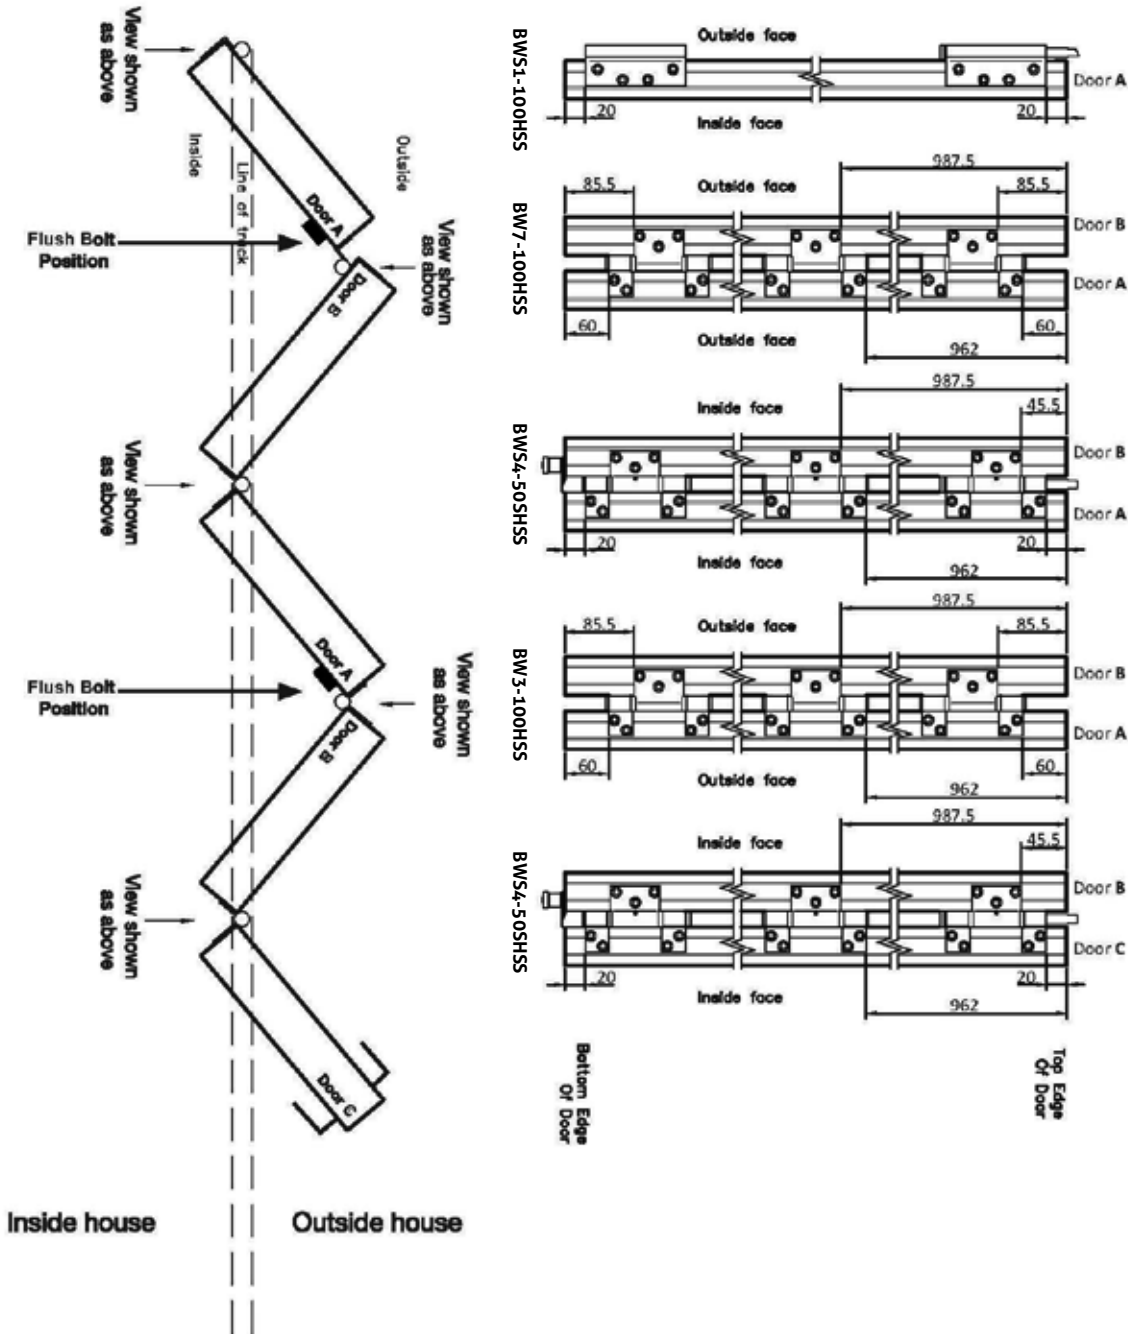 View shown
as above
Inside
Line of track
Outside
Door A
Flush Bolt
Position
View shown
as above
Door B
View shown
as above
Door A
Flush Bolt
Position
View shown
as above
Door B
View shown
as above
Door C
Inside house
Outside house
BWS1-100HSS
Outside face
Door A
20
20
Inside face
BW7-100HSS
987.5
85.5
Outside face
85.5
Door B
Door A
60
60
Outside face
962
BWS4-50SHSS
987.5
Inside face
45.5
Door B
Door A
20
20
Inside face
962
BW3-100HSS
987.5
85.5
Outside face
85.5
Door B
Door A
60
60
Outside face
962
BWS4-50SHSS
987.5
Inside face
45.5
Door B
Door C
20
20
Inside face
962
Bottom Edge
Of Door
Top Edge
Of Door